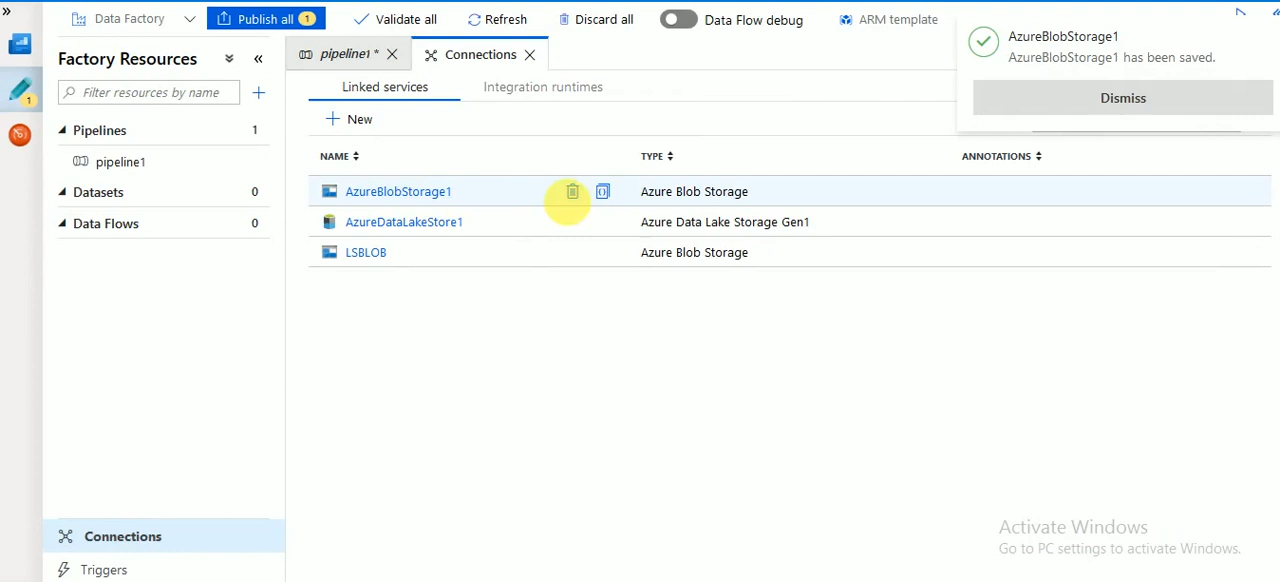 »
Data Factory
Publish all 1
Validate all
Refresh
Discard all
Data Flow debug
ARM template
AzureBlobStorage1
AzureBlobStorage1 has been saved.
Dismiss
1
Factory Resources
«
Filter resources by name
+
Pipelines 1
pipeline1
Datasets 0
Data Flows 0
Connections
Triggers
pipeline1 *
Connections
Linked services
Integration runtimes
+ New
NAME TYPE ANNOTATIONS
AzureBlobStorage1 Azure Blob Storage
AzureDataLakeStore1 Azure Data Lake Storage Gen1
LSBLOB Azure Blob Storage
Activate Windows
Go to PC settings to activate Windows.